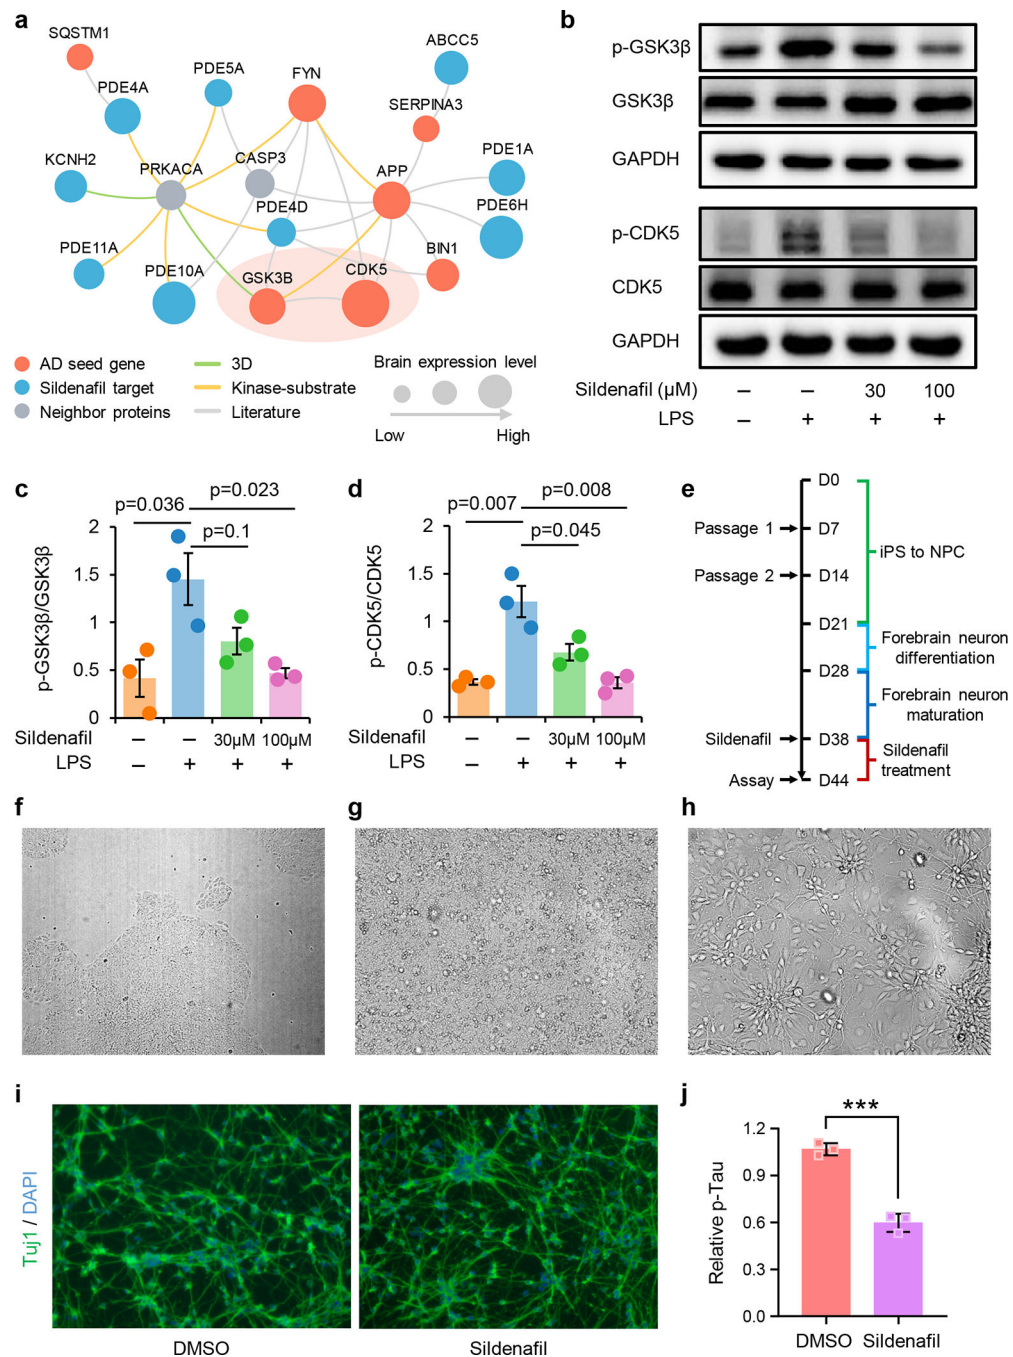 a
SQSTM1
PDE4A
PDE5A
FYN
ABCC5
SERPINA3
KCNH2
PRKACA
CASP3
APP
PDE1A
PDE4D
PDE6H
PDE11A
PDE10A
GSK3B
CDK5
BIN1
AD seed gene
Sildenafil target
Neighbor proteins
3D
Kinase-substrate
Literature
Brain expression level
Low High
b
p-GSK3β
GSK3β
GAPDH
p-CDK5
CDK5
GAPDH
Sildenafil (μM) – – 30 100
LPS – + + +
c
p=0.023
p=0.036
p=0.1
p-GSK3β/GSK3β
2
1.5
1
0.5
0
Sildenafil – – 30μM 100μM
LPS – + + +
d
p=0.008
p=0.007
p=0.045
p-CDK5/CDK5
2
1.5
1
0.5
0
Sildenafil – – 30μM 100μM
LPS – + + +
e
D0
Passage 1 D7
iPS to NPC
Passage 2 D14
D21
Forebrain neuron
differentiation
D28
Forebrain neuron
maturation
Sildenafil D38
Sildenafil
treatment
Assay D44
f
g
h
i
Tuj1 / DAPI
DMSO
Sildenafil
j
***
Relative p-Tau
1.2
0.9
0.6
0.3
0.0
DMSO Sildenafil